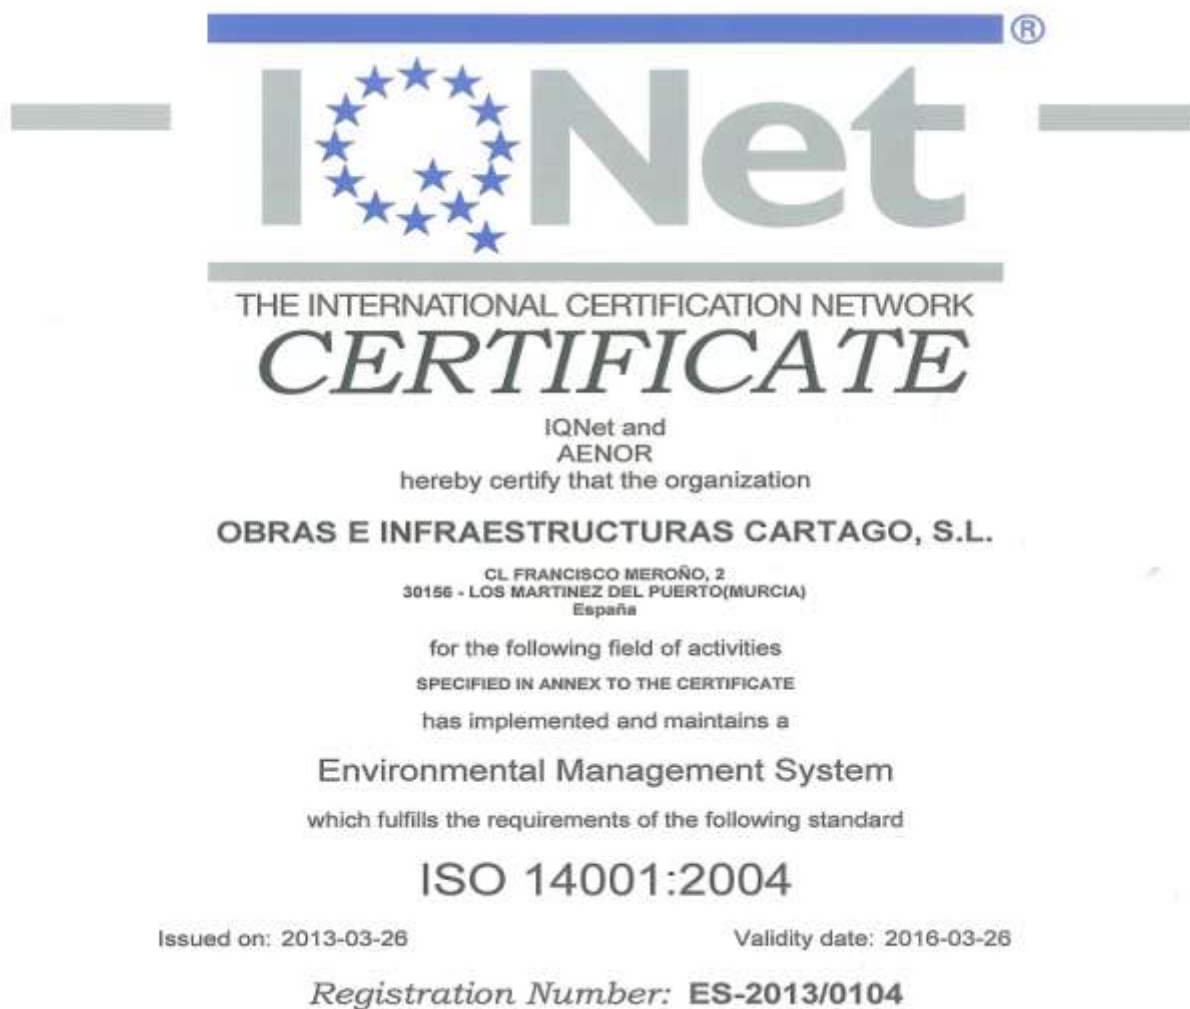 IQNet®
THE INTERNATIONAL CERTIFICATION NETWORK
CERTIFICATE
IQNet and
AENOR
hereby certify that the organization
OBRAS E INFRAESTRUCTURAS CARTAGO, S.L.
CL FRANCISCO MEROÑO, 2
30156 - LOS MARTINEZ DEL PUERTO(MURCIA)
España
for the following field of activities
SPECIFIED IN ANNEX TO THE CERTIFICATE
has implemented and maintains a
Environmental Management System
which fulfills the requirements of the following standard
ISO 14001:2004
Issued on: 2013-03-26 Validity date: 2016-03-26
Registration Number: ES-2013/0104